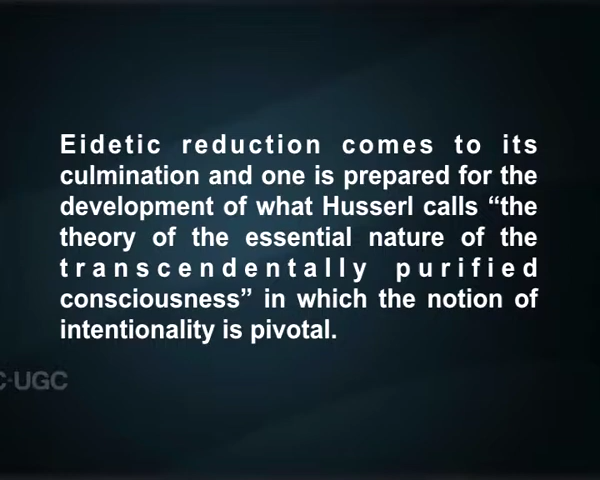 Eidetic reduction comes to its
culmination and one is prepared for the
development of what Husserl calls “the
theory of the essential nature of the
transcendentally purified
consciousness” in which the notion of
intentionality is pivotal.
C-UGC